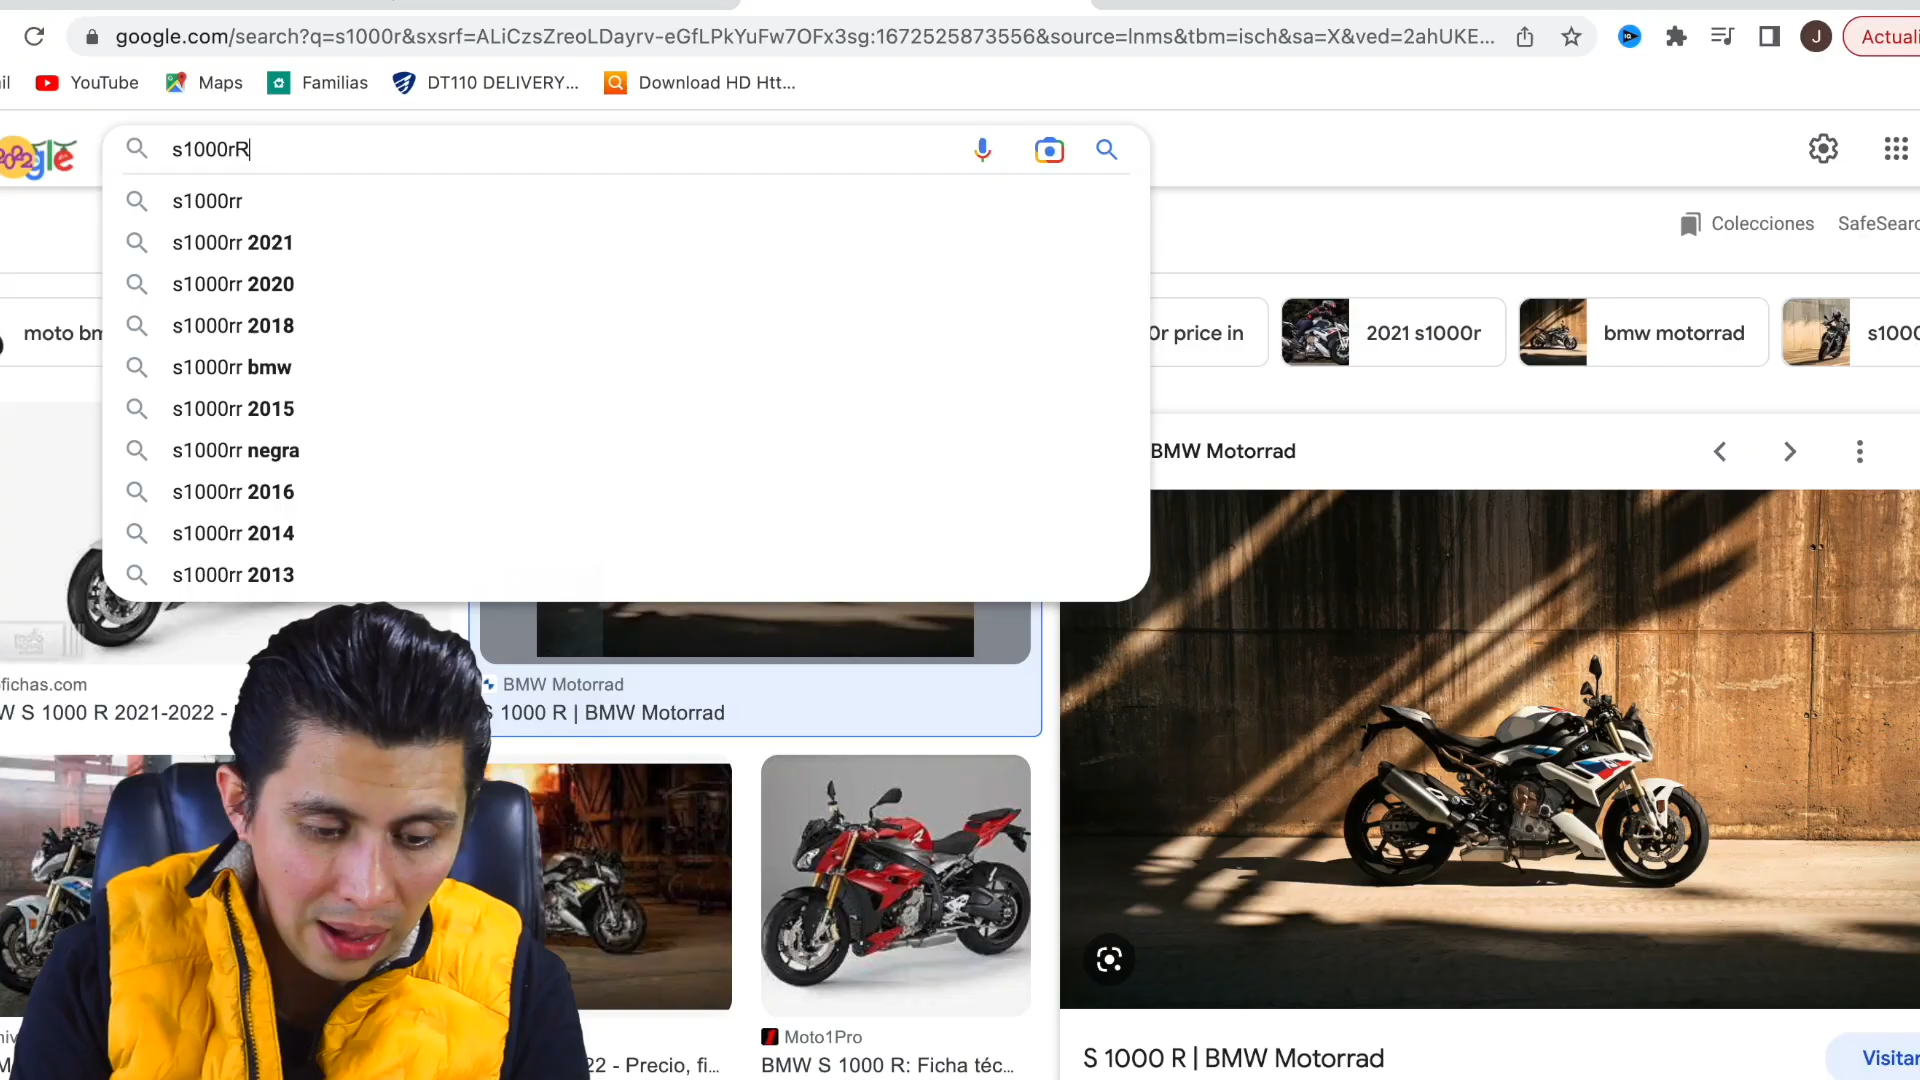 google.com/search?q=s1000r&sxsrf=ALiCzsZreoLDayrv-eGfLPkYuFw7OFx3sg:1672525873556&source=lnms&tbm=isch&sa=X&ved=2ahUKE...
J
Actuali
il
YouTube
Maps
Familias
DT110 DELIVERY...
Download HD Htt...
s1000rR
s1000rr
s1000rr 2021
s1000rr 2020
s1000rr 2018
s1000rr bmw
s1000rr 2015
s1000rr negra
s1000rr 2016
s1000rr 2014
s1000rr 2013
Colecciones
SafeSearc
moto bm
0r price in
2021 s1000r
bmw motorrad
s100
BMW Motorrad
fichas.com
W S 1000 R 2021-2022 -
BMW Motorrad
S 1000 R | BMW Motorrad
Moto1Pro
22 - Precio, fi...
BMW S 1000 R: Ficha téc...
S 1000 R | BMW Motorrad
Visitar